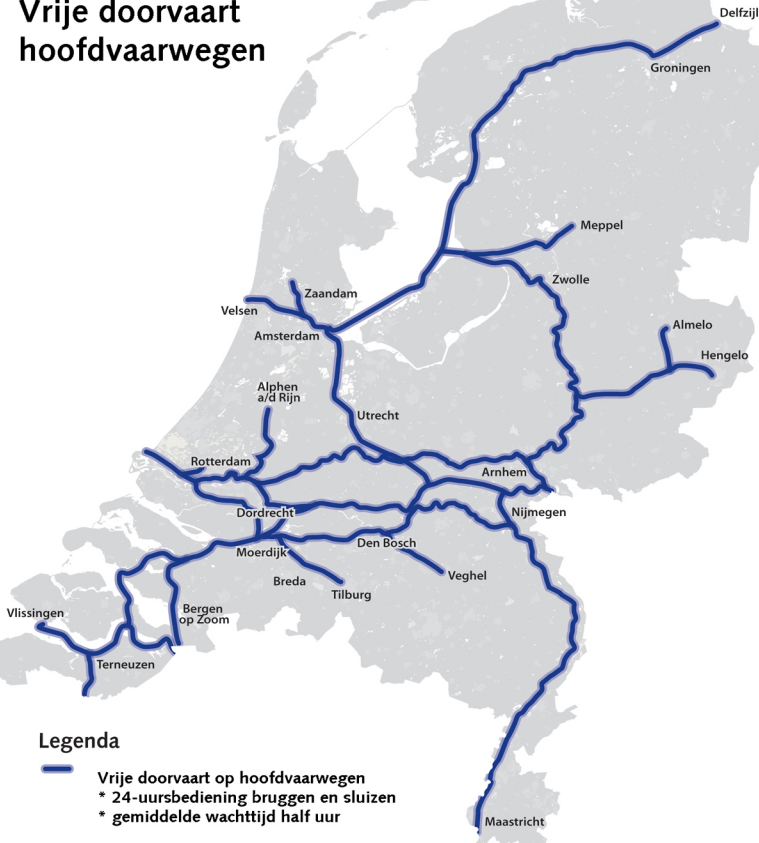 Vrije doorvaart
hoofdvaarwegen
Delfzijl
Groningen
Meppel
Zwolle
Zaandam
Velsen
Amsterdam
Almelo
Hengelo
Alphen
a/d Rijn
Utrecht
Rotterdam
Arnhem
Dordrecht
Nijmegen
Moerdijk
Den Bosch
Veghel
Breda
Tilburg
Vlissingen
Bergen
op Zoom
Terneuzen
Legenda
Vrije doorvaart op hoofdvaarwegen
* 24-uursbediening bruggen en sluizen
* gemiddelde wachttijd half uur
Maastricht